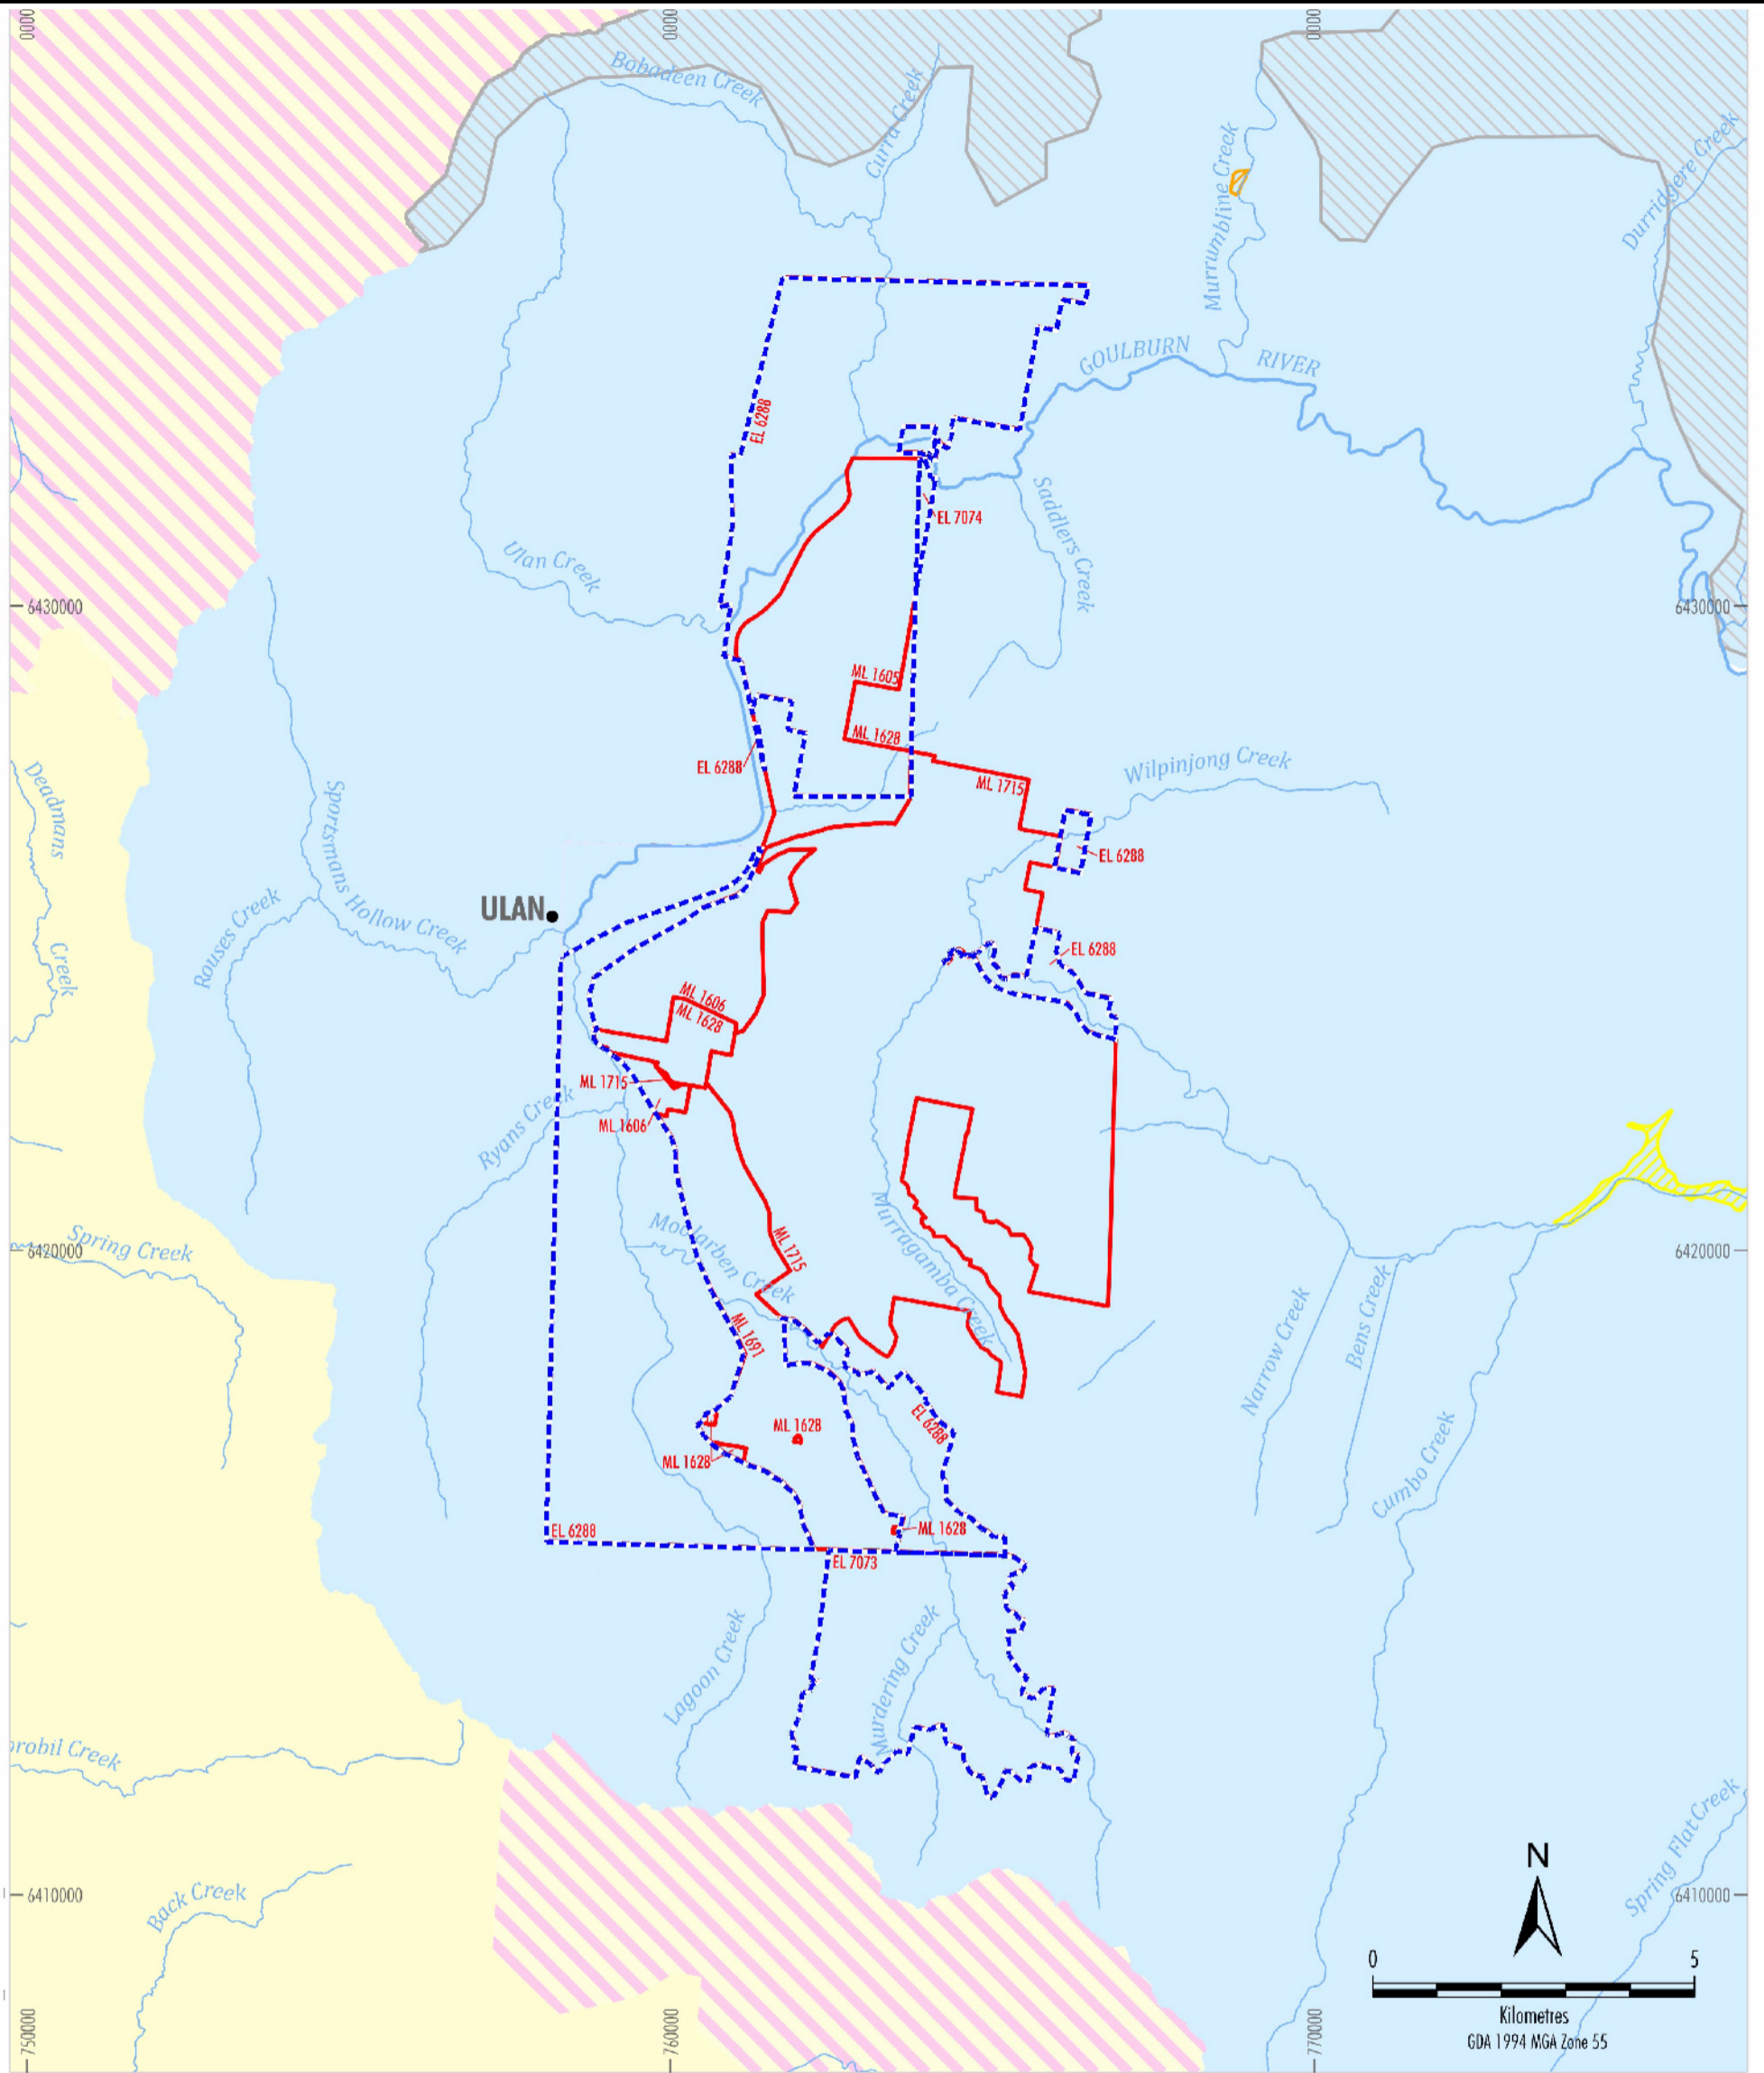 0000
0000
0000
Bobadeen Creek
Curra Creek
Murrumbline Creek
Durridgere Creek
GOULBURN RIVER
EL 6288
Saddlers Creek
EL 7074
Ulan Creek
6430000
6430000
ML 1605
ML 1628
EL 6288
ML 1715
Wilpinjong Creek
Deadmans Creek
Sportsmans Hollow Creek
EL 6288
Rouses Creek
ULAN
EL 6288
ML 1606
ML 1628
ML 1715
ML 1606
Ryans Creek
Moolarben Creek
ML 1715
Murragamba Creek
Spring Creek
6420000
6420000
Narrow Creek
Bens Creek
ML 1691
EL 6288
ML 1628
ML 1628
Cumbo Creek
EL 6288
ML 1628
EL 7073
Lagoon Creek
Murdering Creek
orobil Creek
Back Creek
Spring Flat Creek
6410000
6410000
N
0 5
Kilometres
GDA 1994 MGA Zone 55
750000
760000
770000